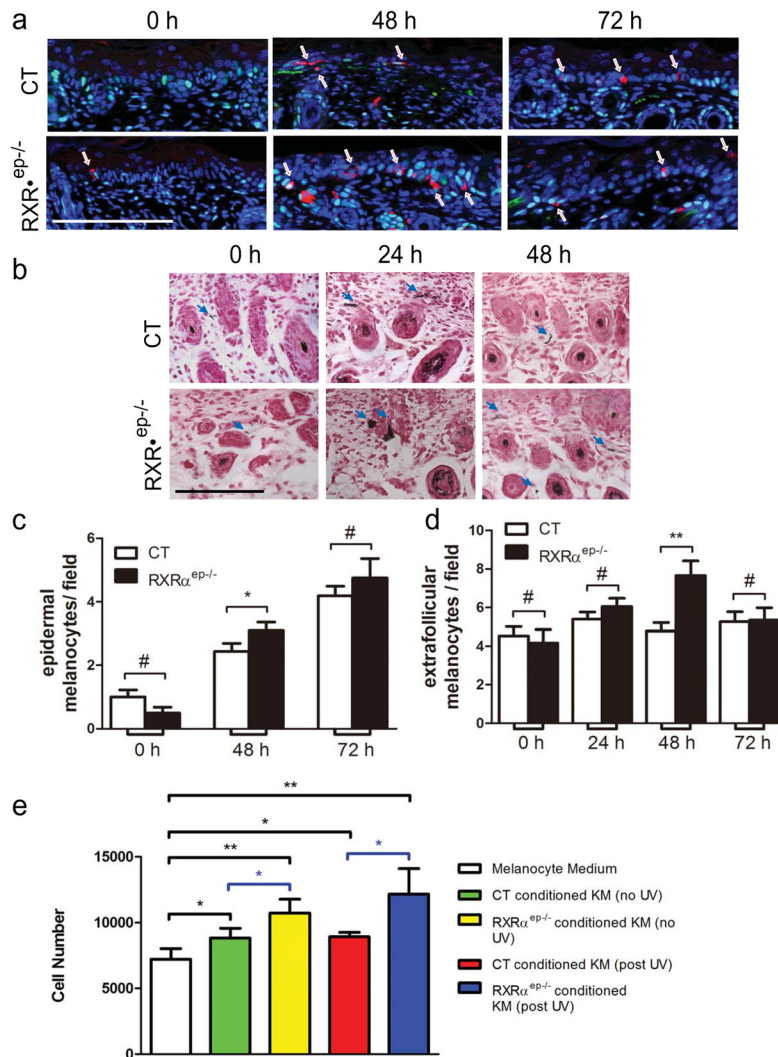 a
0 h 48 h 72 h
CT
RXR•ep-/-
b
0 h 24 h 48 h
CT
RXR•ep-/-
c
epidermal
melanocytes/ field
6
4
2
0
CT
RXRαep-/-
#
*
#
0 h 48 h 72 h
d
extrafollicular
melanocytes / field
10
8
6
4
2
0
CT
RXRαep-/-
#
#
**
#
0 h 24 h 48 h 72 h
e
**
*
**
*
*
*
Cell Number
15000
10000
5000
0
Melanocyte Medium
CT conditioned KM (no UV)
RXRαep-/- conditioned KM (no
UV)
CT conditioned KM (post UV)
RXRαep-/- conditioned
KM (post UV)